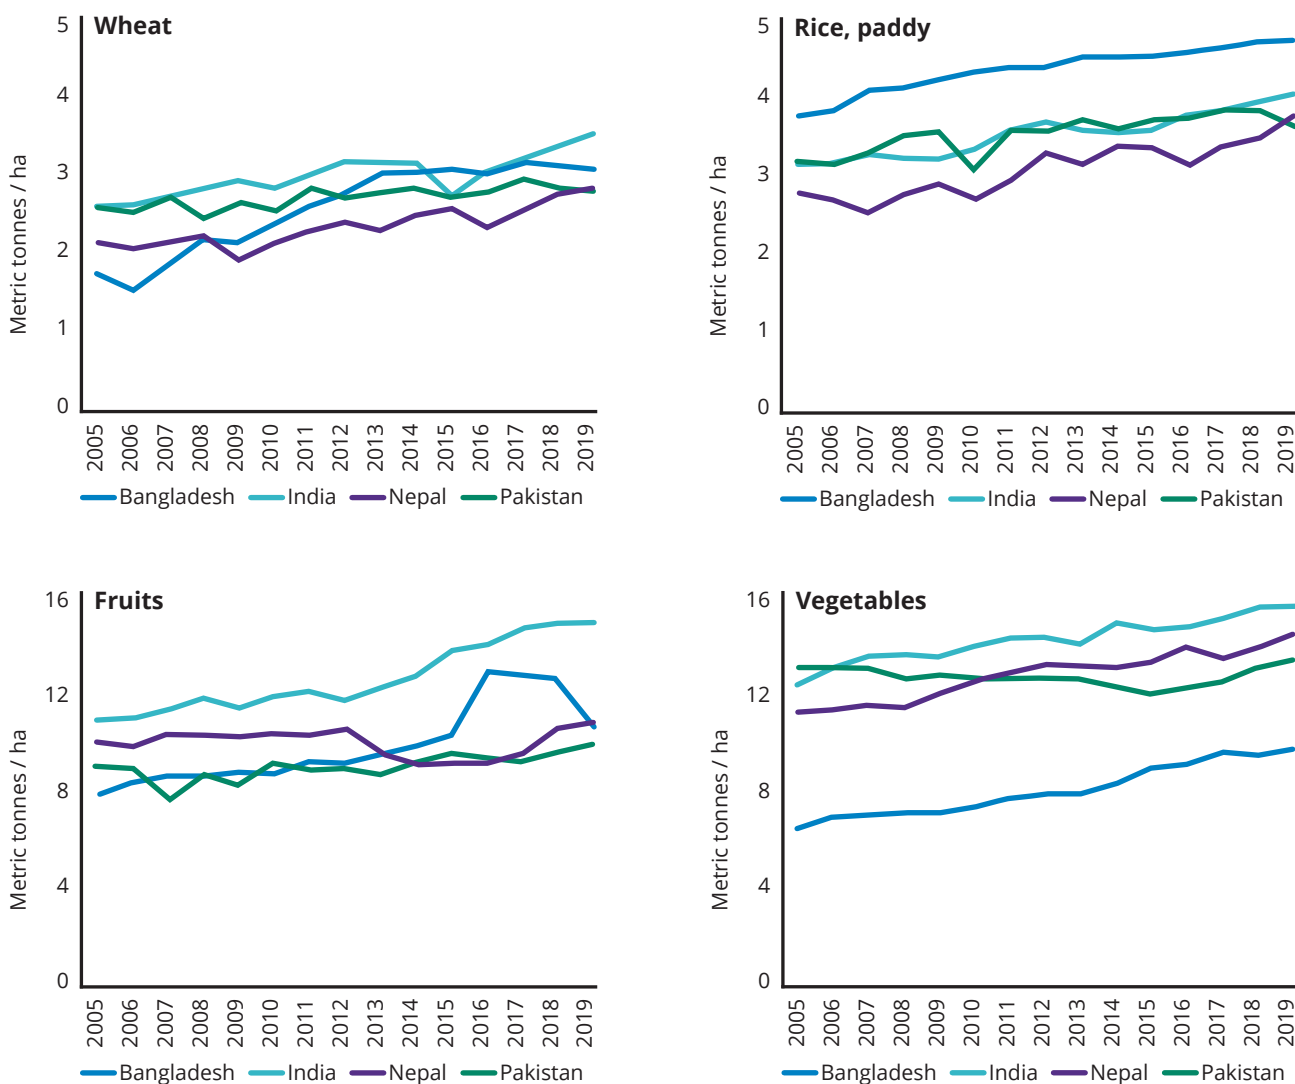 Wheat
5
4
3
2
1
0
Metric tonnes / ha
2005 2006 2007 2008 2009 2010 2011 2012 2013 2014 2015 2016 2017 2018 2019
Bangladesh India Nepal Pakistan
Rice, paddy
5
4
3
2
1
0
Metric tonnes / ha
2005 2006 2007 2008 2009 2010 2011 2012 2013 2014 2015 2016 2017 2018 2019
Bangladesh India Nepal Pakistan
Fruits
16
12
8
4
0
Metric tonnes / ha
2005 2006 2007 2008 2009 2010 2011 2012 2013 2014 2015 2016 2017 2018 2019
Bangladesh India Nepal Pakistan
Vegetables
16
12
8
4
0
Metric tonnes / ha
2005 2006 2007 2008 2009 2010 2011 2012 2013 2014 2015 2016 2017 2018 2019
Bangladesh India Nepal Pakistan